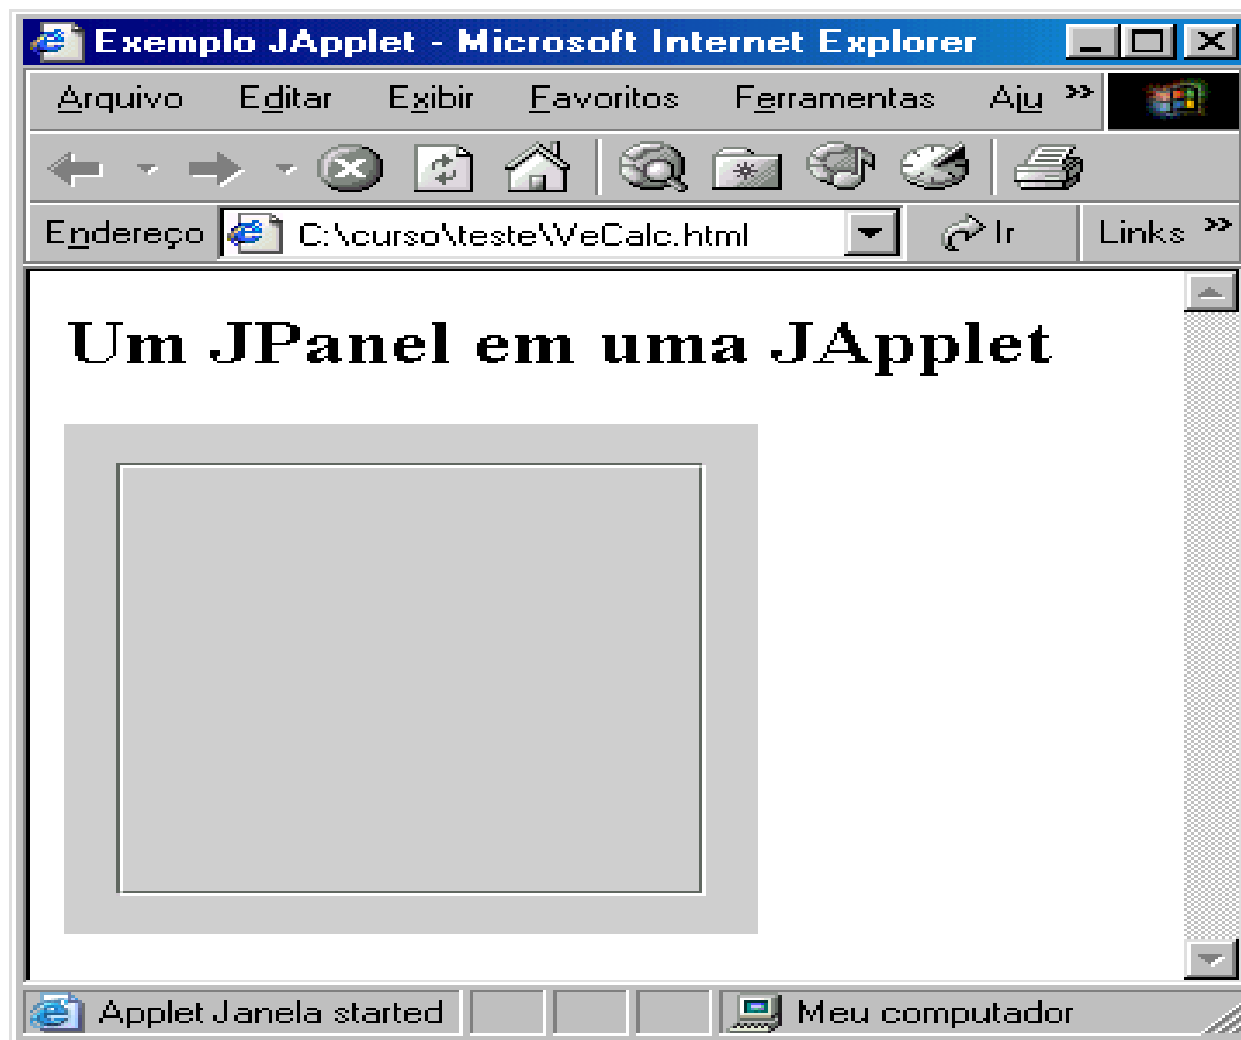 Exemplo JApplet - Microsoft Internet Explorer
Arquivo Editar Exibir Favoritos Ferramentas Aju »
Endereço C:\curso\teste\VeCalc.html Ir Links »
Um JPanel em uma JApplet
Applet Janela started Meu computador